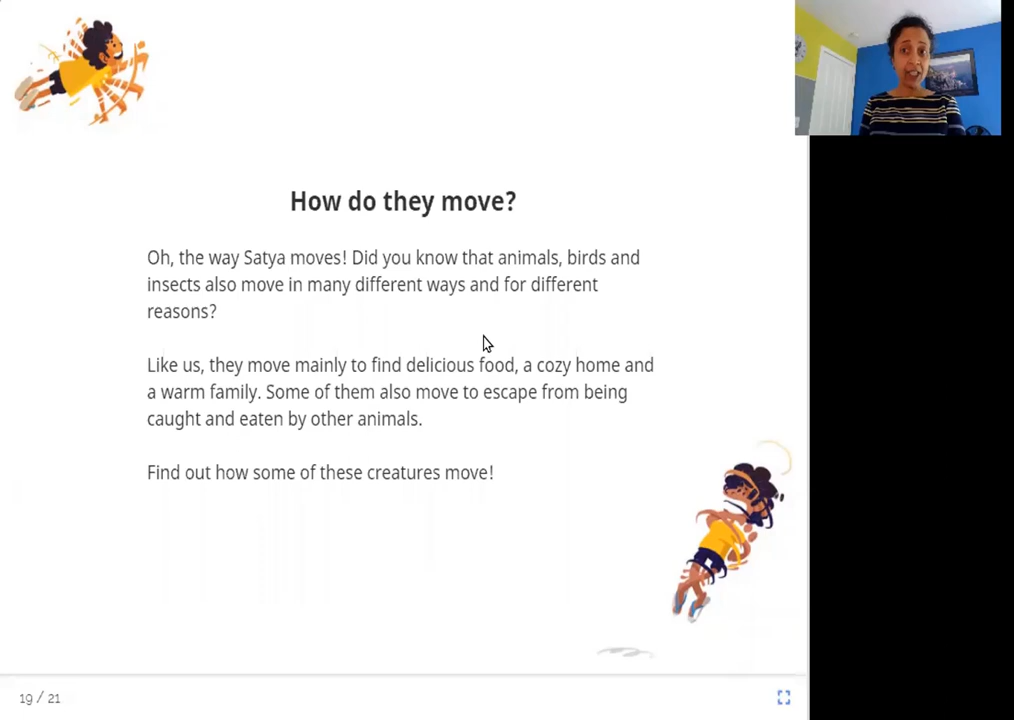 How do they move?
Oh, the way Satya moves! Did you know that animals, birds and
insects also move in many different ways and for different
reasons?
Like us, they move mainly to find delicious food, a cozy home and
a warm family. Some of them also move to escape from being
caught and eaten by other animals.
Find out how some of these creatures move!
19 / 21